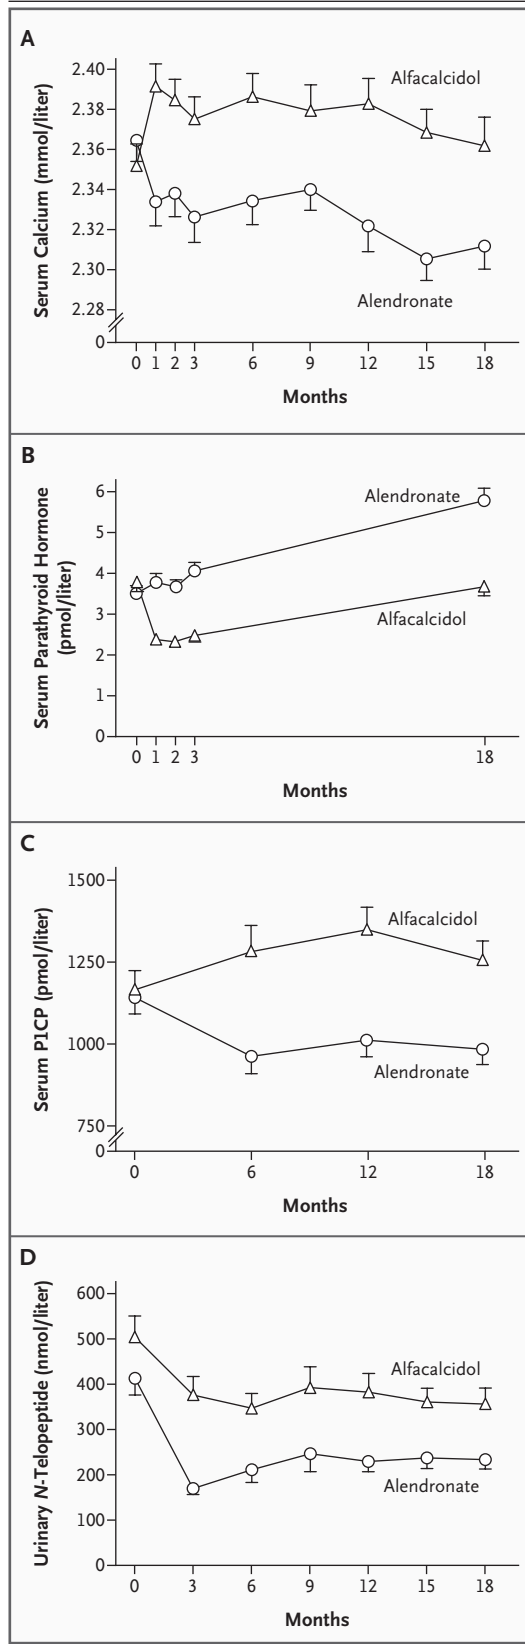 A
Serum Calcium (mmol/liter)
2.40
2.38
2.36
2.34
2.32
2.30
2.28
0
Alfacalcidol
Alendronate
0 1 2 3 6 9 12 15 18
Months
B
Serum Parathyroid Hormone
(pmol/liter)
6
5
4
3
2
1
0
Alendronate
Alfacalcidol
0 1 2 3 18
Months
C
Serum P1CP (pmol/liter)
1500
1250
1000
750
0
Alfacalcidol
Alendronate
0 6 12 18
Months
D
Urinary N-Telopeptide (nmol/liter)
600
500
400
300
200
100
0
Alfacalcidol
Alendronate
0 3 6 9 12 15 18
Months